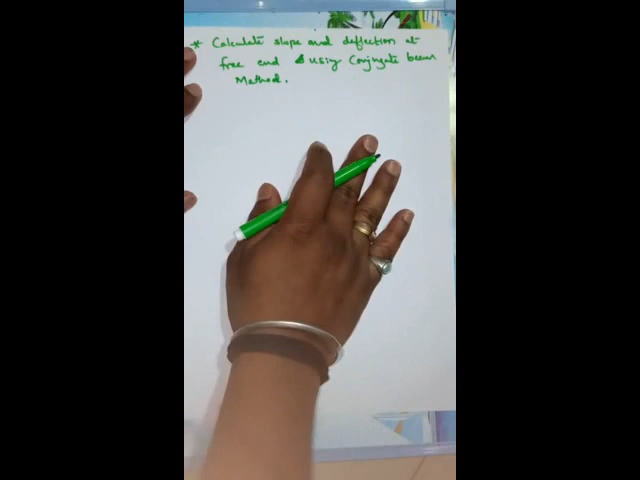 * Calculate slope and deflection at
free end using Conjugate beam
Method.